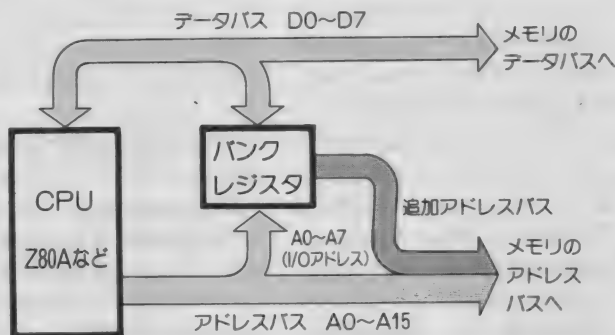 データバス D0～D7
メモリの
データバスへ
バンク
レジスタ
CPU
Z80Aなど
追加アドレスバス
A0～A7
(I/Oアドレス)
メモリの
アドレス
バスへ
アドレスバス A0～A15